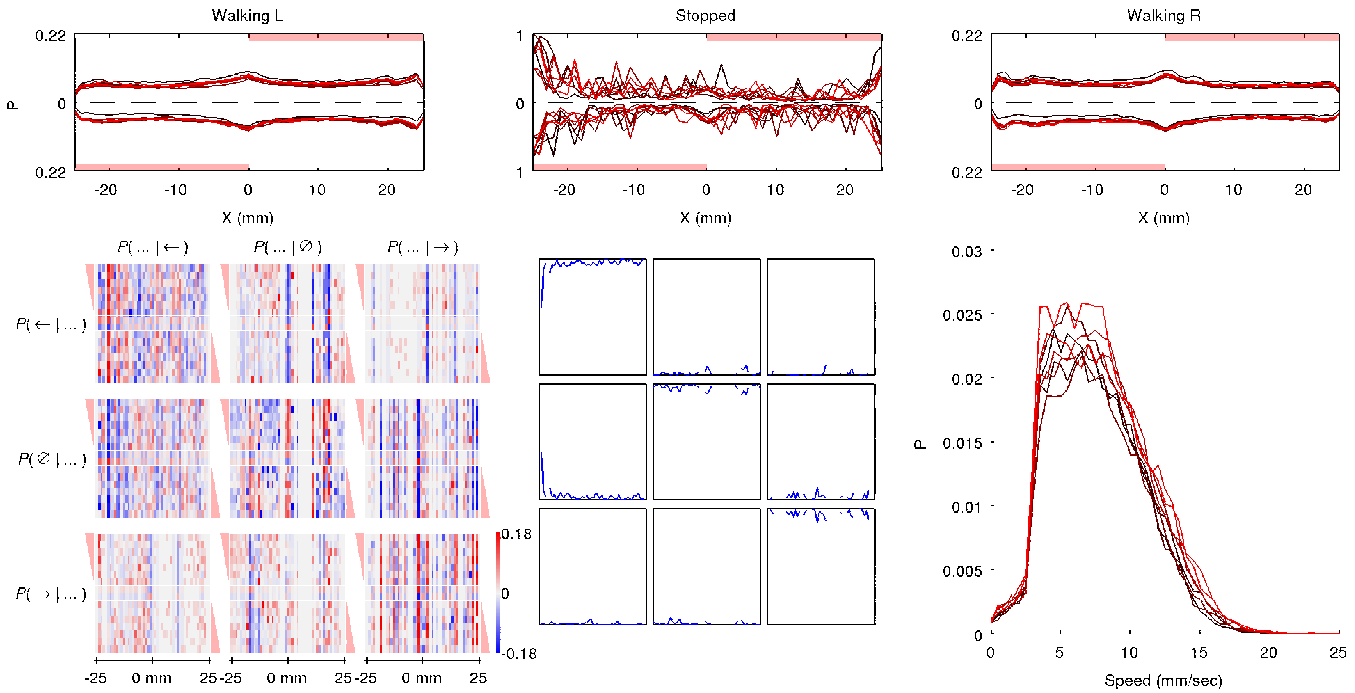 Walking L Stopped Walking R
0.22 1 0.22
P 0 0 0
0.22 1 0.22
-20 -10 0 10 20 -20 -10 0 10 20 -20 -10 0 10 20
X (mm) X (mm) X (mm)
P( ... | ←) P( ... | ∅ ) P( ... | →)
P(← | ... )
P( ∅ | ... )
P( → | ... )
0.18
0
-0.18
-25 0 mm 25 -25 0 mm 25 -25 0 mm 25
0.03
0.025
0.02
0.015
P
0.01
0.005
0
0 5 10 15 20 25
Speed (mm/sec)